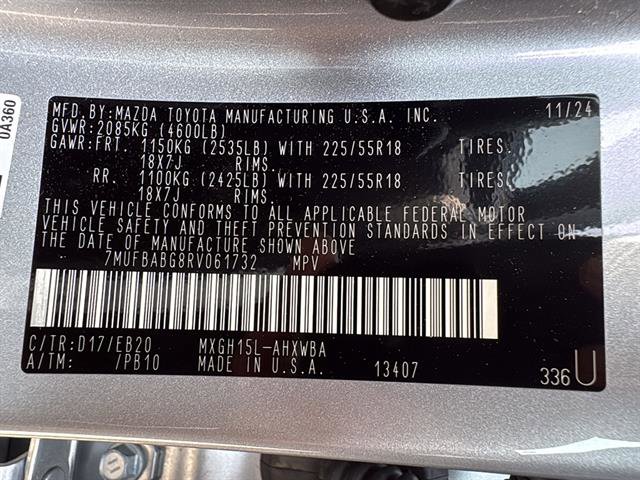 0A360
MFD.BY:MAZDA TOYOTA MANUFACTURING U.S.A. INC. 11/24
GVWR:2085KG (4600LB)
GAWR:FRT. 1150KG (2535LB) WITH 225/55R18 TIRES.
18X7J RIMS.
RR. 1100KG (2425LB) WITH 225/55R18 TIRES.
18X7J RIMS.
THIS VEHICLE CONFORMS TO ALL APPLICABLE FEDERAL MOTOR
VEHICLE SAFETY AND THEFT PREVENTION STANDARDS IN EFFECT ON
THE DATE OF MANUFACTURE SHOWN ABOVE
7MUFBABG8RV061732 MPV
C/TR:D17/EB20 MXGH15L-AHXWBA
A/TM: /PB10 MADE IN U.S.A. 13407 336U